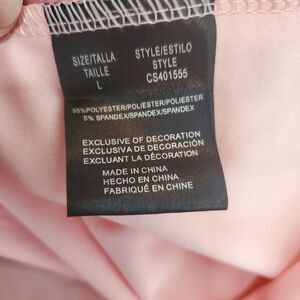 SIZE/TALLA STYLE/ESTILO
TAILLE STYLE
L CS401555
95%POLYESTER/POLIESTER/POLIESTER
5% SPANDEX/SPANDEX/SPANDEX
EXCLUSIVE OF DECORATION
EXCLUSIVA DE DECORACIÓN
EXCLUANT LA DÉCORATION
MADE IN CHINA
HECHO EN CHINA
FABRIQUÉ EN CHINE